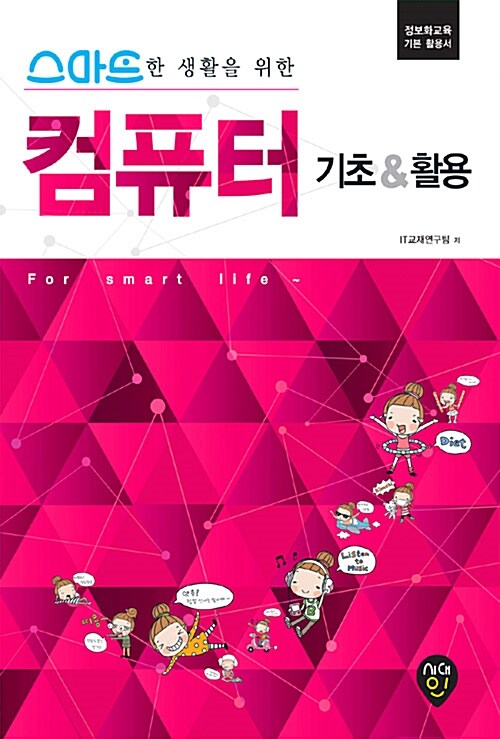 정보화교육
기본 활용서
스마트한 생활을 위한
컴퓨터 기초 & 활용
IT교재연구팀 저
For smart life ~
Diet
Listen
to
Music
시대
인